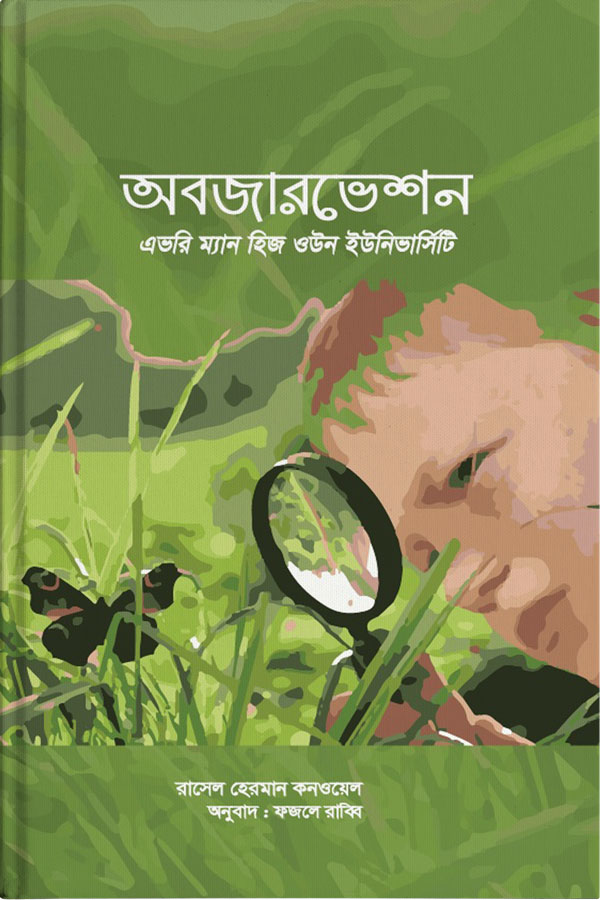 অবজারভেশন
এভরি ম্যান হিজ ওউন ইউনিভার্সিটি
রাসেল হেরমান কনওয়েল
অনুবাদ : ফজলে রাব্বি